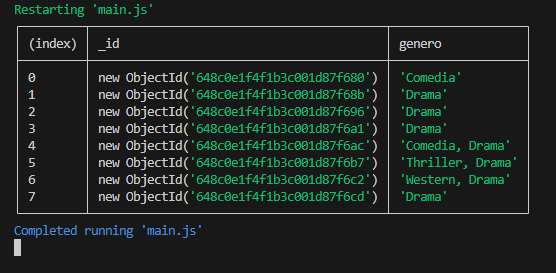 Restarting 'main.js'
(index) _id genero
0 new ObjectId('648c0e1f4f1b3c001d87f680') 'Comedia'
1 new ObjectId('648c0e1f4f1b3c001d87f68b') 'Drama'
2 new ObjectId('648c0e1f4f1b3c001d87f696') 'Drama'
3 new ObjectId('648c0e1f4f1b3c001d87f6a1') 'Drama'
4 new ObjectId('648c0e1f4f1b3c001d87f6ac') 'Comedia, Drama'
5 new ObjectId('648c0e1f4f1b3c001d87f6b7') 'Thriller, Drama'
6 new ObjectId('648c0e1f4f1b3c001d87f6c2') 'Western, Drama'
7 new ObjectId('648c0e1f4f1b3c001d87f6cd') 'Drama'
Completed running 'main.js'